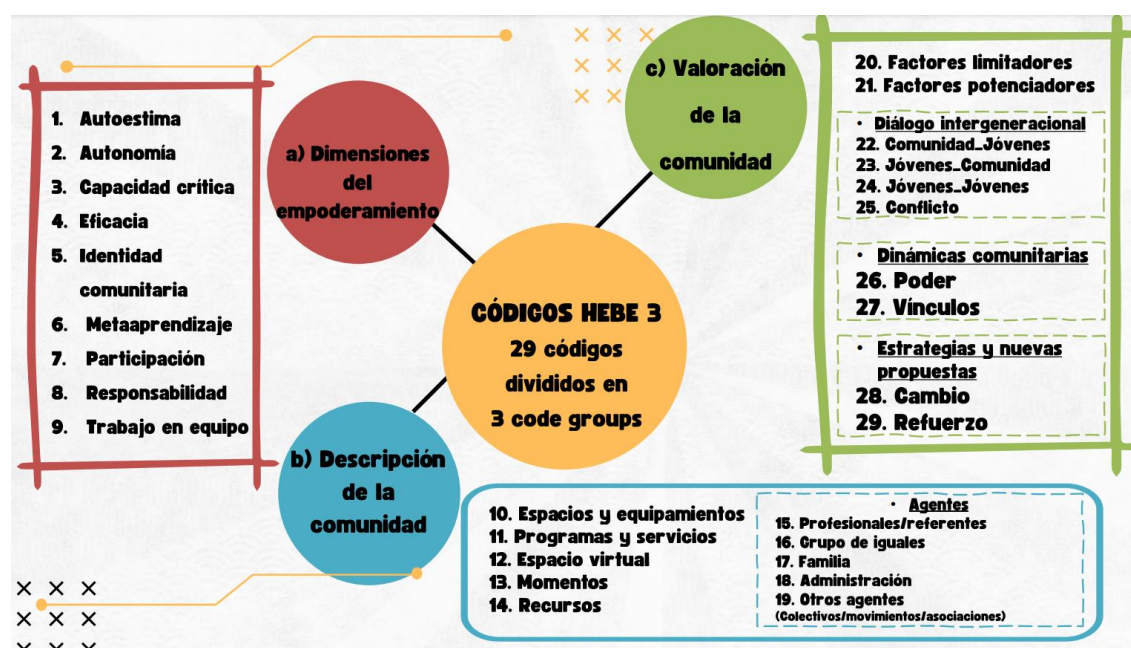 a) Dimensiones
del
empoderamiento
1. Autoestima
2. Autonomía
3. Capacidad crítica
4. Eficacia
5. Identidad
comunitaria
6. Metaaprendizaje
7. Participación
8. Responsabilidad
9. Trabajo en equipo
CÓDIGOS HEBE 3
29 códigos
divididos en
3 code groups
b) Descripción
de la
comunidad
10. Espacios y equipamientos
11. Programas y servicios
12. Espacio virtual
13. Momentos
14. Recursos
• Agentes
15. Profesionales/referentes
16. Grupo de iguales
17. Familia
18. Administración
19. Otros agentes
(Colectivos/movimientos/asociaciones)
c) Valoración
de la
comunidad
20. Factores limitadores
21. Factores potenciadores
• Diálogo intergeneracional
22. Comunidad_Jóvenes
23. Jóvenes_Comunidad
24. Jóvenes_Jóvenes
25. Conflicto
• Dinámicas comunitarias
26. Poder
27. Vínculos
• Estrategias y nuevas
propuestas
28. Cambio
29. Refuerzo